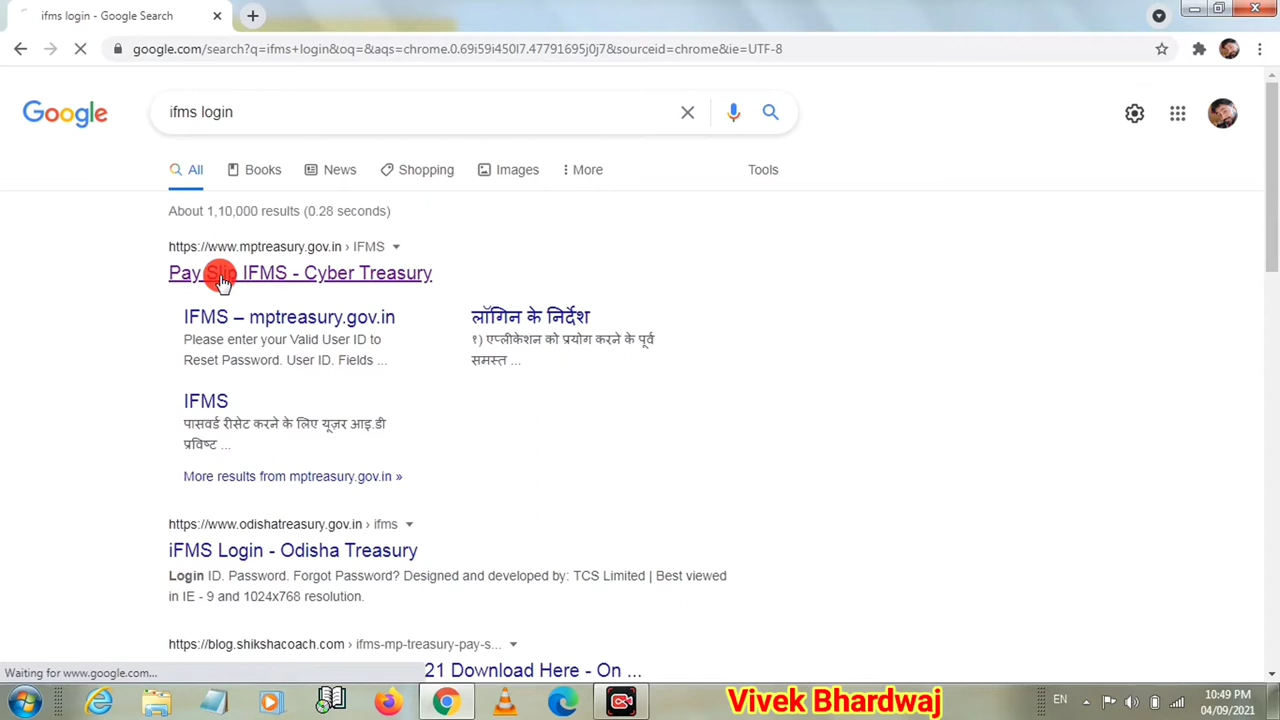 ifms login - Google Search
google.com/search?q=ifms+login&oq=&aqs=chrome.0.69i59i450l7.47791695j0j7&sourceid=chrome&ie=UTF-8
Google
ifms login
All
Books
News
Shopping
Images
More
Tools
About 1,10,000 results (0.28 seconds)
https://www.mptreasury.gov.in › IFMS
Pay Slip IFMS - Cyber Treasury
IFMS – mptreasury.gov.in
Please enter your Valid User ID to
Reset Password. User ID. Fields ...
लॉगिन के निर्देश
१) एप्लीकेशन को प्रयोग करने के पूर्व
समस्त ...
IFMS
पासवर्ड रीसेट करने के लिए यूज़र आइ.डी
प्रविष्ट ...
More results from mptreasury.gov.in »
https://www.odishatreasury.gov.in › ifms
iFMS Login - Odisha Treasury
Login ID. Password. Forgot Password? Designed and developed by: TCS Limited | Best viewed
in IE - 9 and 1024x768 resolution.
https://blog.shikshacoach.com › ifms-mp-treasury-pay-s...
21 Download Here - On ...
Waiting for www.google.com...
Vivek Bhardwaj
EN
10:49 PM
04/09/2021